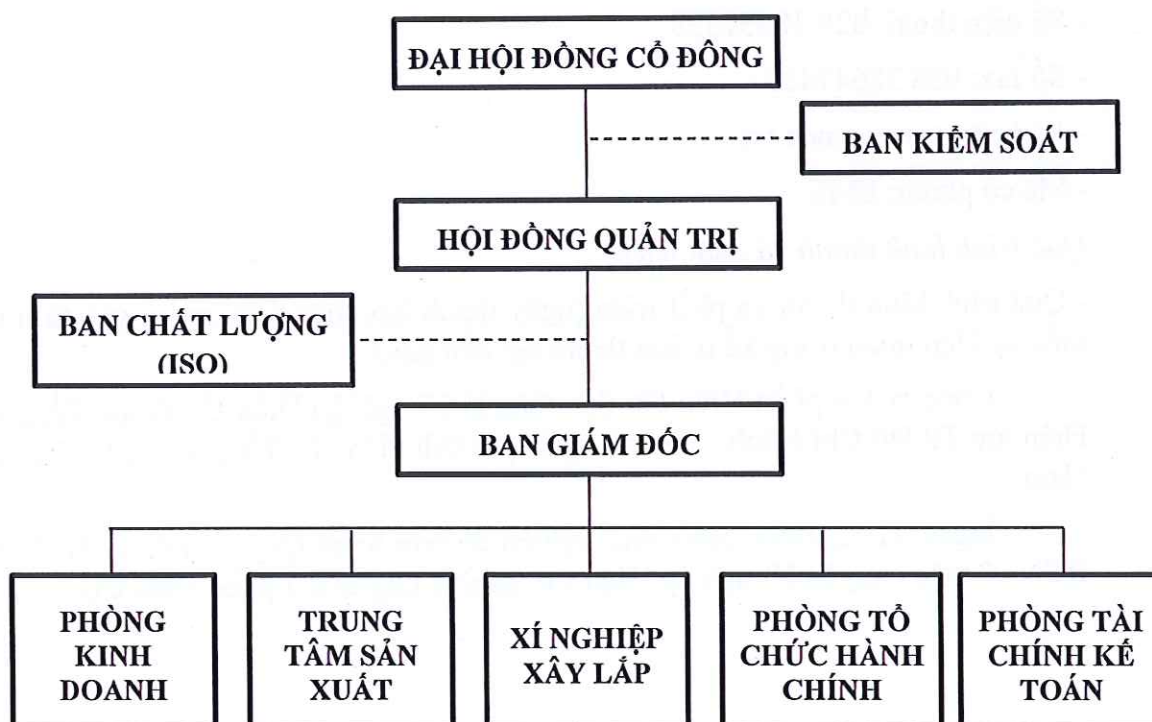 ĐẠI HỘI ĐỒNG CỔ ĐÔNG
BAN KIỂM SOÁT
HỘI ĐỒNG QUẢN TRỊ
BAN CHẤT LƯỢNG
(ISO)
BAN GIÁM ĐỐC
PHÒNG
KINH
DOANH
TRUNG
TÂM SẢN
XUẤT
XÍ NGHIỆP
XÂY LẮP
PHÒNG TỔ
CHỨC HÀNH
CHÍNH
PHÒNG TÀI
CHÍNH KẾ
TOÁN